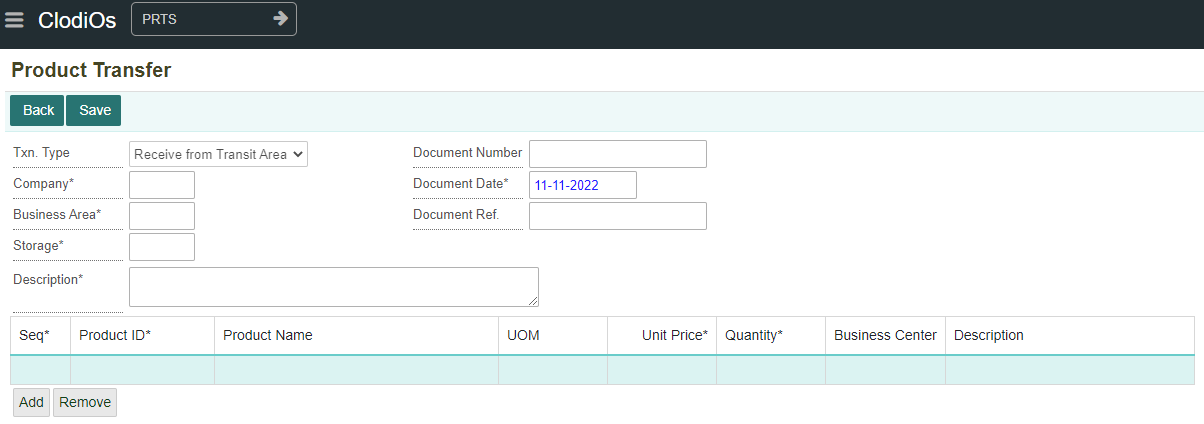 ClodiOs PRTS
Product Transfer
Back Save
Txn. Type Receive from Transit Area Document Number
Company* Document Date* 11-11-2022
Business Area* Document Ref.
Storage*
Description*
Seq* Product ID* Product Name UOM Unit Price* Quantity* Business Center Description
Add Remove